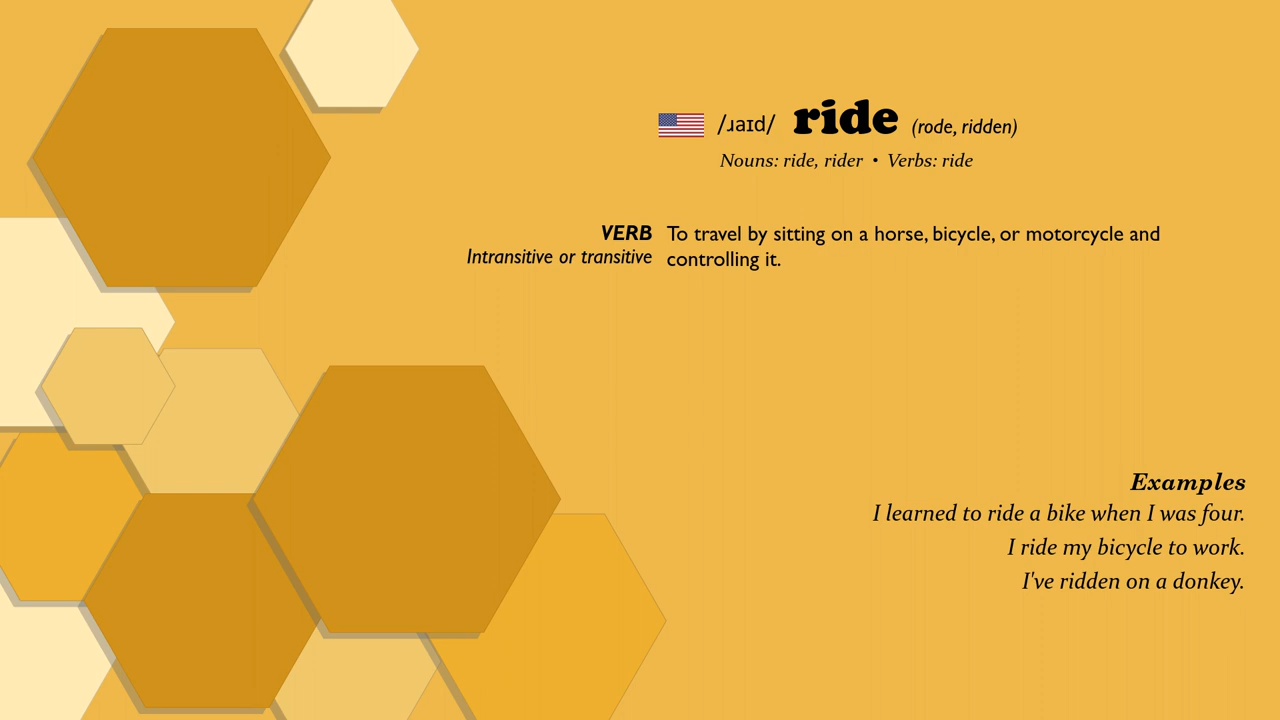 /ɹaɪd/ ride (rode, ridden)
Nouns: ride, rider • Verbs: ride
VERB To travel by sitting on a horse, bicycle, or motorcycle and
Intransitive or transitive controlling it.
Examples
I learned to ride a bike when I was four.
I ride my bicycle to work.
I've ridden on a donkey.